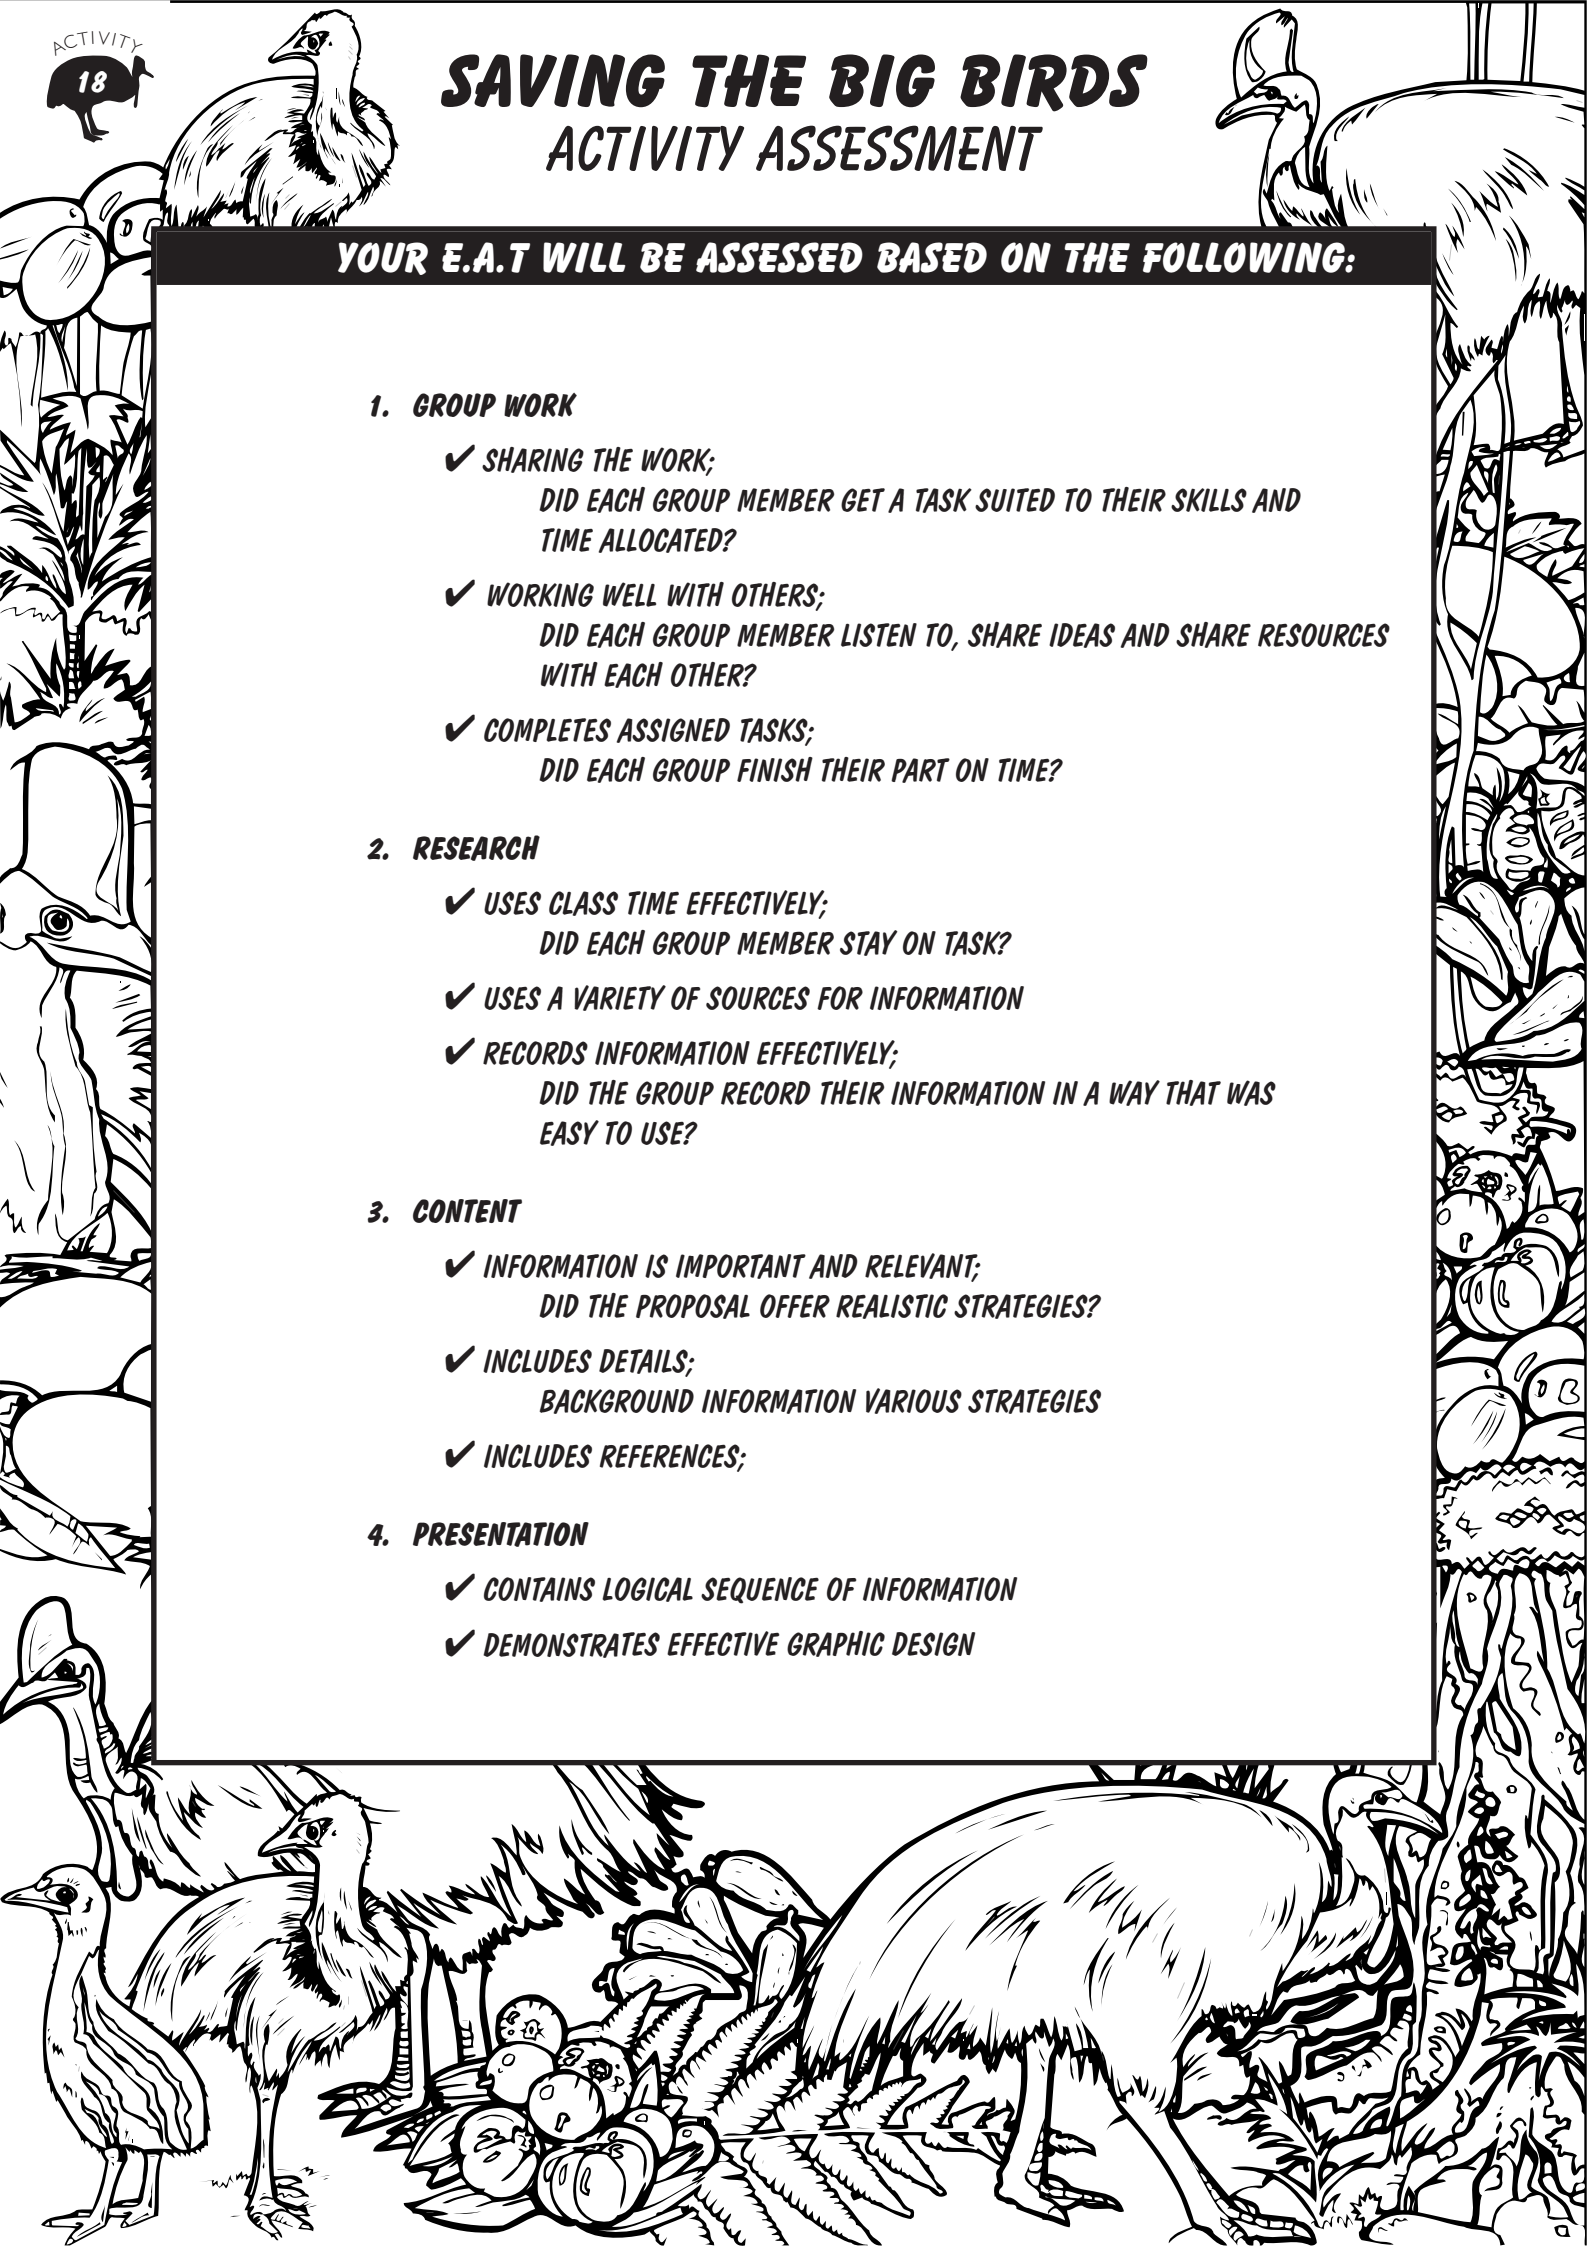 ACTIVITY
18
SAVING THE BIG BIRDS
ACTIVITY ASSESSMENT
YOUR E.A.T WILL BE ASSESSED BASED ON THE FOLLOWING:
1. GROUP WORK
✔ SHARING THE WORK;
DID EACH GROUP MEMBER GET A TASK SUITED TO THEIR SKILLS AND
TIME ALLOCATED?
✔ WORKING WELL WITH OTHERS;
DID EACH GROUP MEMBER LISTEN TO, SHARE IDEAS AND SHARE RESOURCES
WITH EACH OTHER?
✔ COMPLETES ASSIGNED TASKS;
DID EACH GROUP FINISH THEIR PART ON TIME?
2. RESEARCH
✔ USES CLASS TIME EFFECTIVELY;
DID EACH GROUP MEMBER STAY ON TASK?
✔ USES A VARIETY OF SOURCES FOR INFORMATION
✔ RECORDS INFORMATION EFFECTIVELY;
DID THE GROUP RECORD THEIR INFORMATION IN A WAY THAT WAS
EASY TO USE?
3. CONTENT
✔ INFORMATION IS IMPORTANT AND RELEVANT;
DID THE PROPOSAL OFFER REALISTIC STRATEGIES?
✔ INCLUDES DETAILS;
BACKGROUND INFORMATION VARIOUS STRATEGIES
✔ INCLUDES REFERENCES;
4. PRESENTATION
✔ CONTAINS LOGICAL SEQUENCE OF INFORMATION
✔ DEMONSTRATES EFFECTIVE GRAPHIC DESIGN